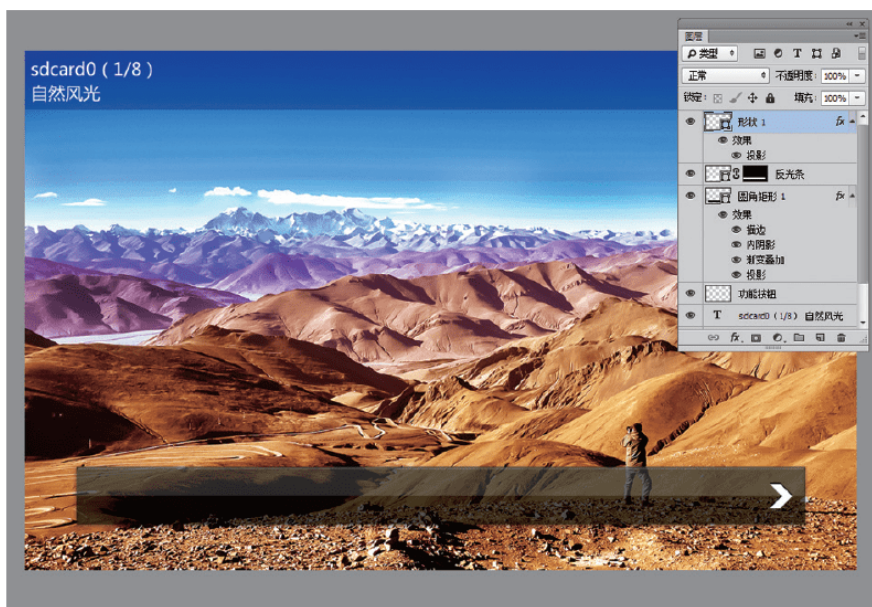 sdcard0 ( 1/8 )
自然风光
图层
类型
正常 不透明度: 100%
锁定: 填充: 100%
形状 1 fx
效果
投影
反光条
圆角矩形 1 fx
效果
描边
内阴影
渐变叠加
投影
功能按钮
T sdcard0 (1/8) 自然风光
fx